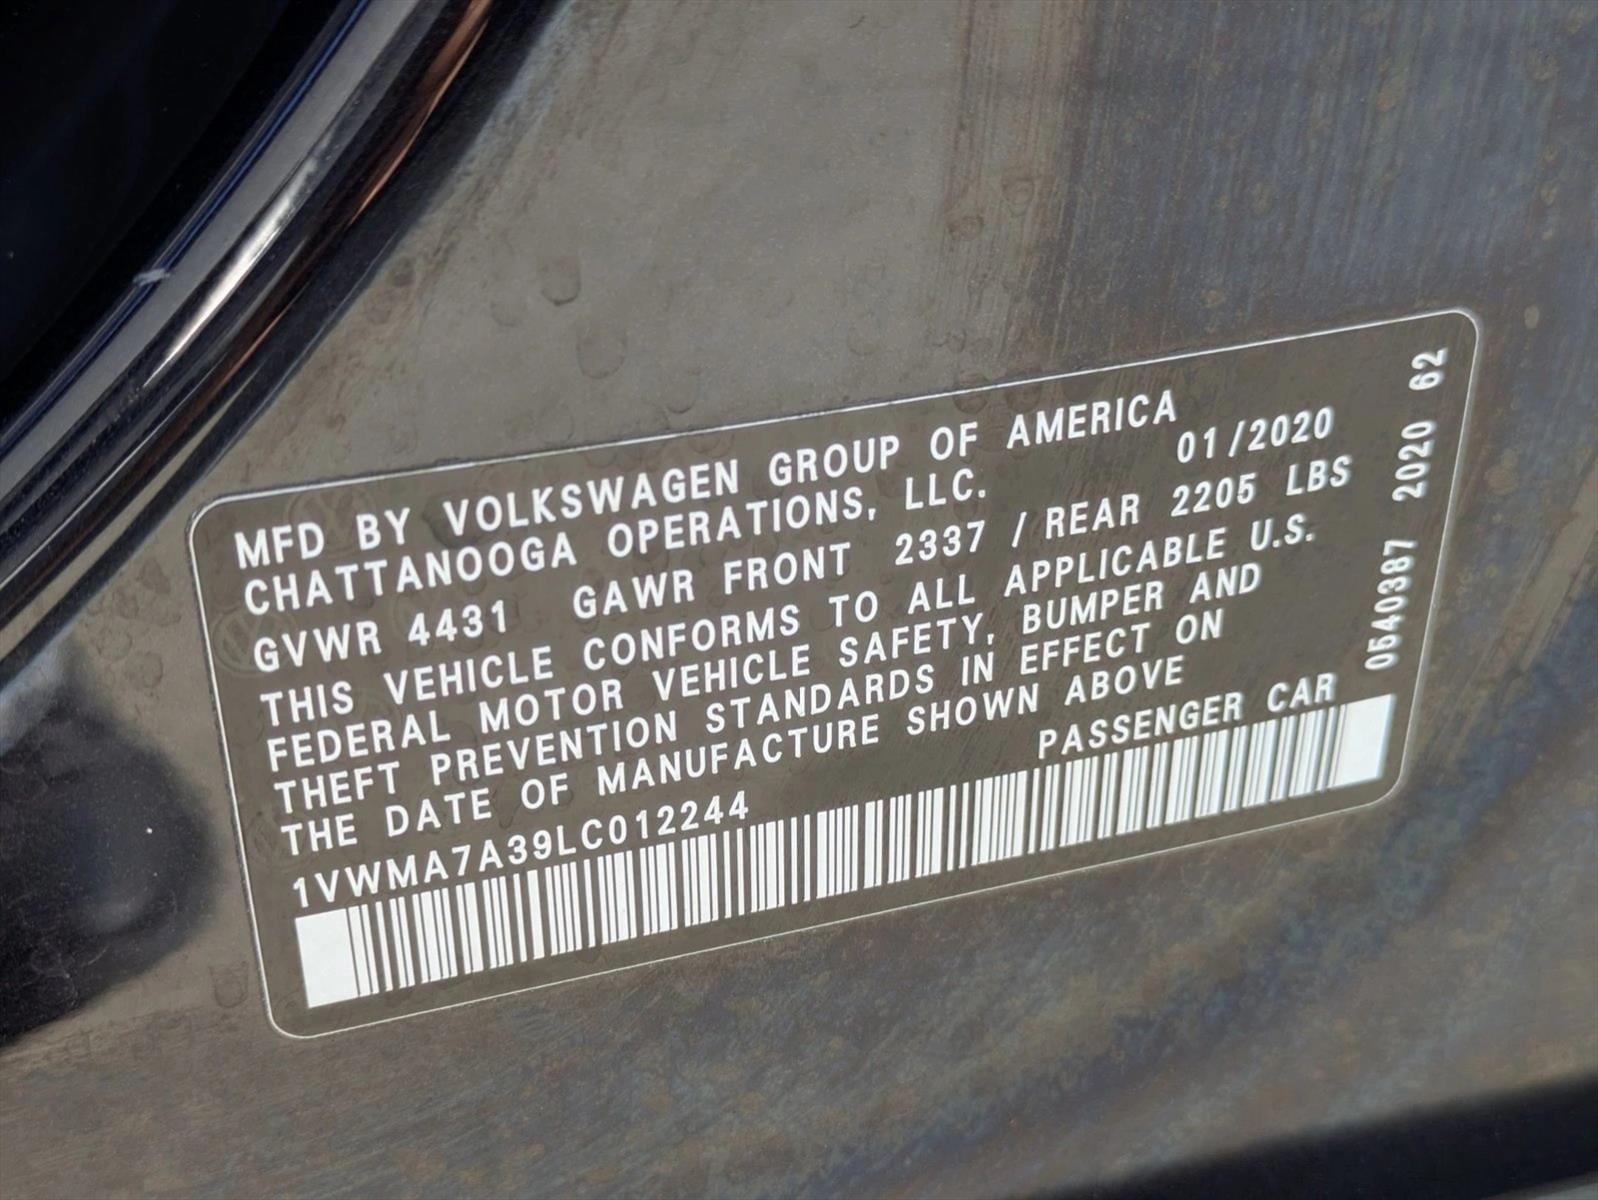 MFD BY VOLKSWAGEN GROUP OF AMERICA
CHATTANOOGA OPERATIONS, LLC. 01/2020
GVWR 4431 GAWR FRONT 2337 / REAR 2205 LBS
THIS VEHICLE CONFORMS TO ALL APPLICABLE U.S.
FEDERAL MOTOR VEHICLE SAFETY, BUMPER AND
THEFT PREVENTION STANDARDS IN EFFECT ON
THE DATE OF MANUFACTURE SHOWN ABOVE
1VWMA7A39LC012244 PASSENGER CAR
0540387 2020 62